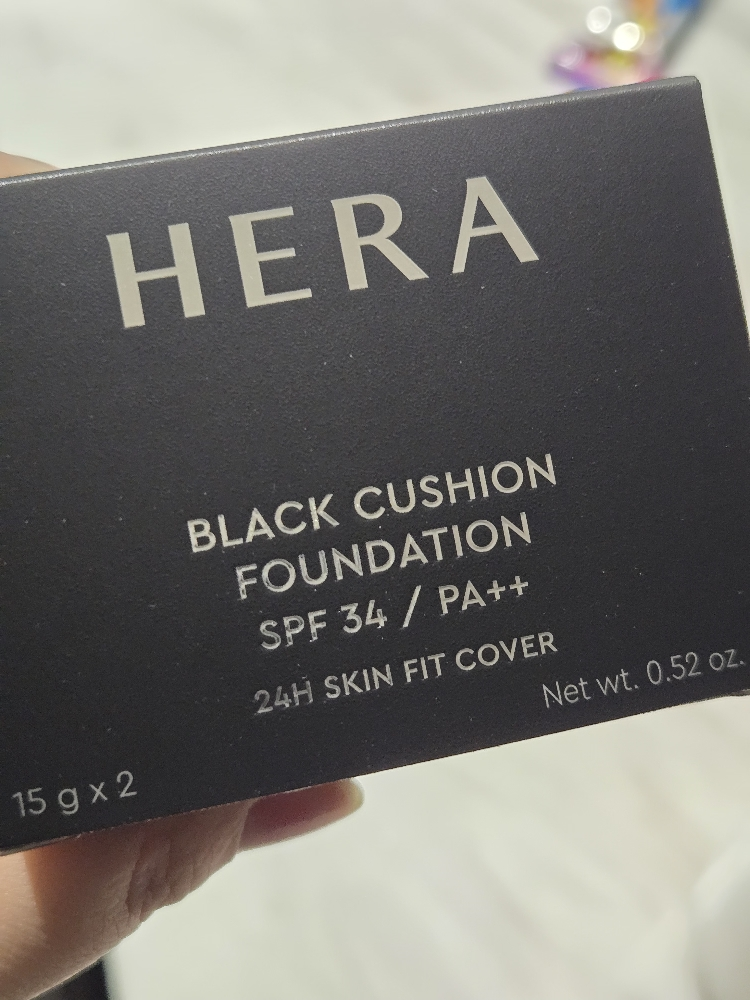 HERA
BLACK CUSHION
FOUNDATION
SPF 34 / PA++
24H SKIN FIT COVER
15 g x 2
Net wt. 0.52 oz.